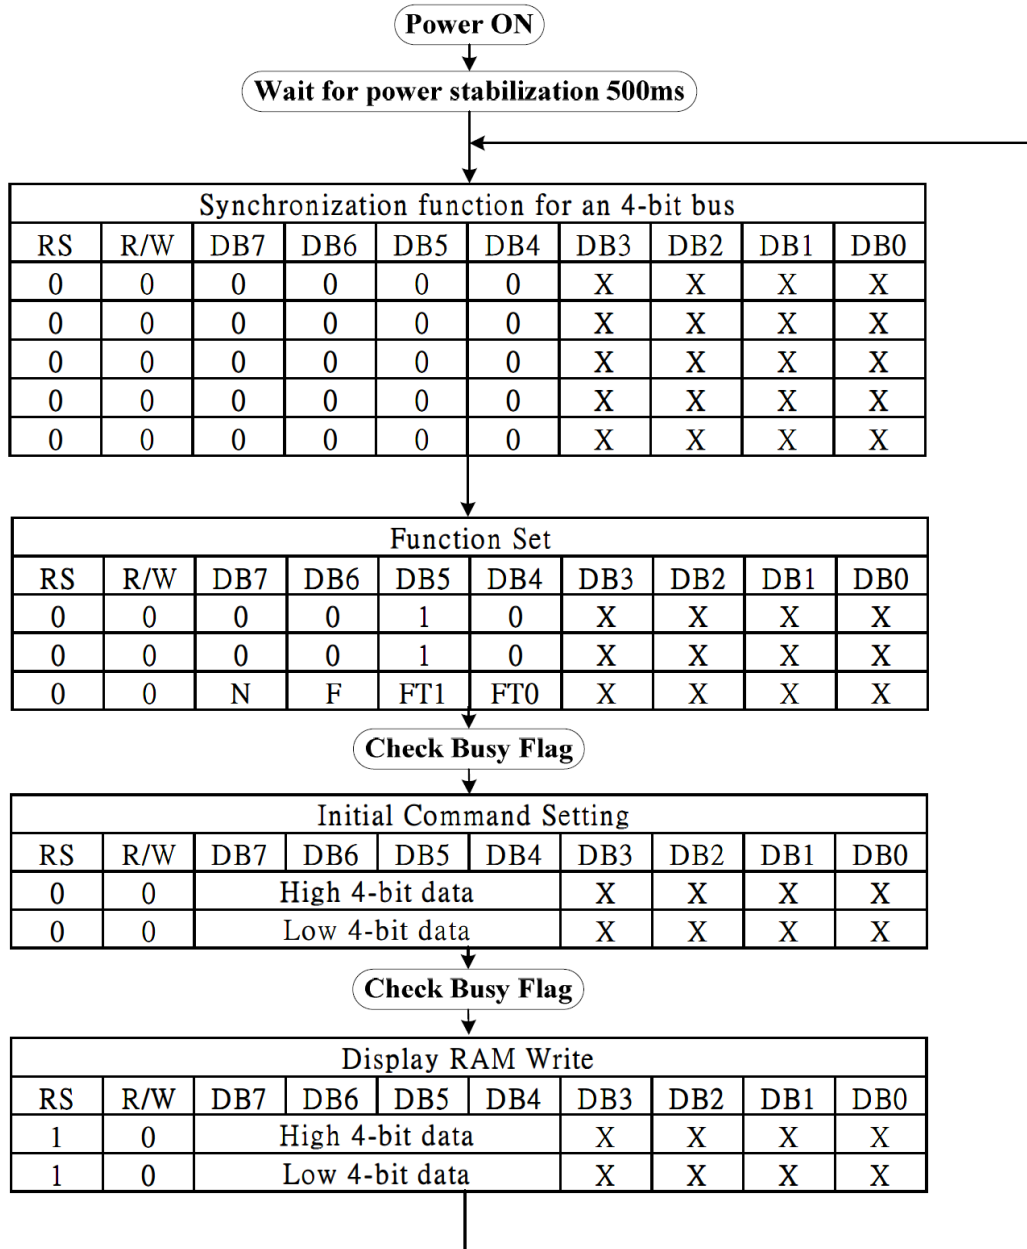 Power ON
Wait for power stabilization 500ms
Synchronization function for an 4-bit bus
RS R/W DB7 DB6 DB5 DB4 DB3 DB2 DB1 DB0
0 0 0 0 0 0 X X X X
0 0 0 0 0 0 X X X X
0 0 0 0 0 0 X X X X
0 0 0 0 0 0 X X X X
0 0 0 0 0 0 X X X X
Function Set
RS R/W DB7 DB6 DB5 DB4 DB3 DB2 DB1 DB0
0 0 0 0 1 0 X X X X
0 0 0 0 1 0 X X X X
0 0 N F FT1 FT0 X X X X
Check Busy Flag
Initial Command Setting
RS R/W DB7 DB6 DB5 DB4 DB3 DB2 DB1 DB0
0 0 High 4-bit data X X X X
0 0 Low 4-bit data X X X X
Check Busy Flag
Display RAM Write
RS R/W DB7 DB6 DB5 DB4 DB3 DB2 DB1 DB0
1 0 High 4-bit data X X X X
1 0 Low 4-bit data X X X X